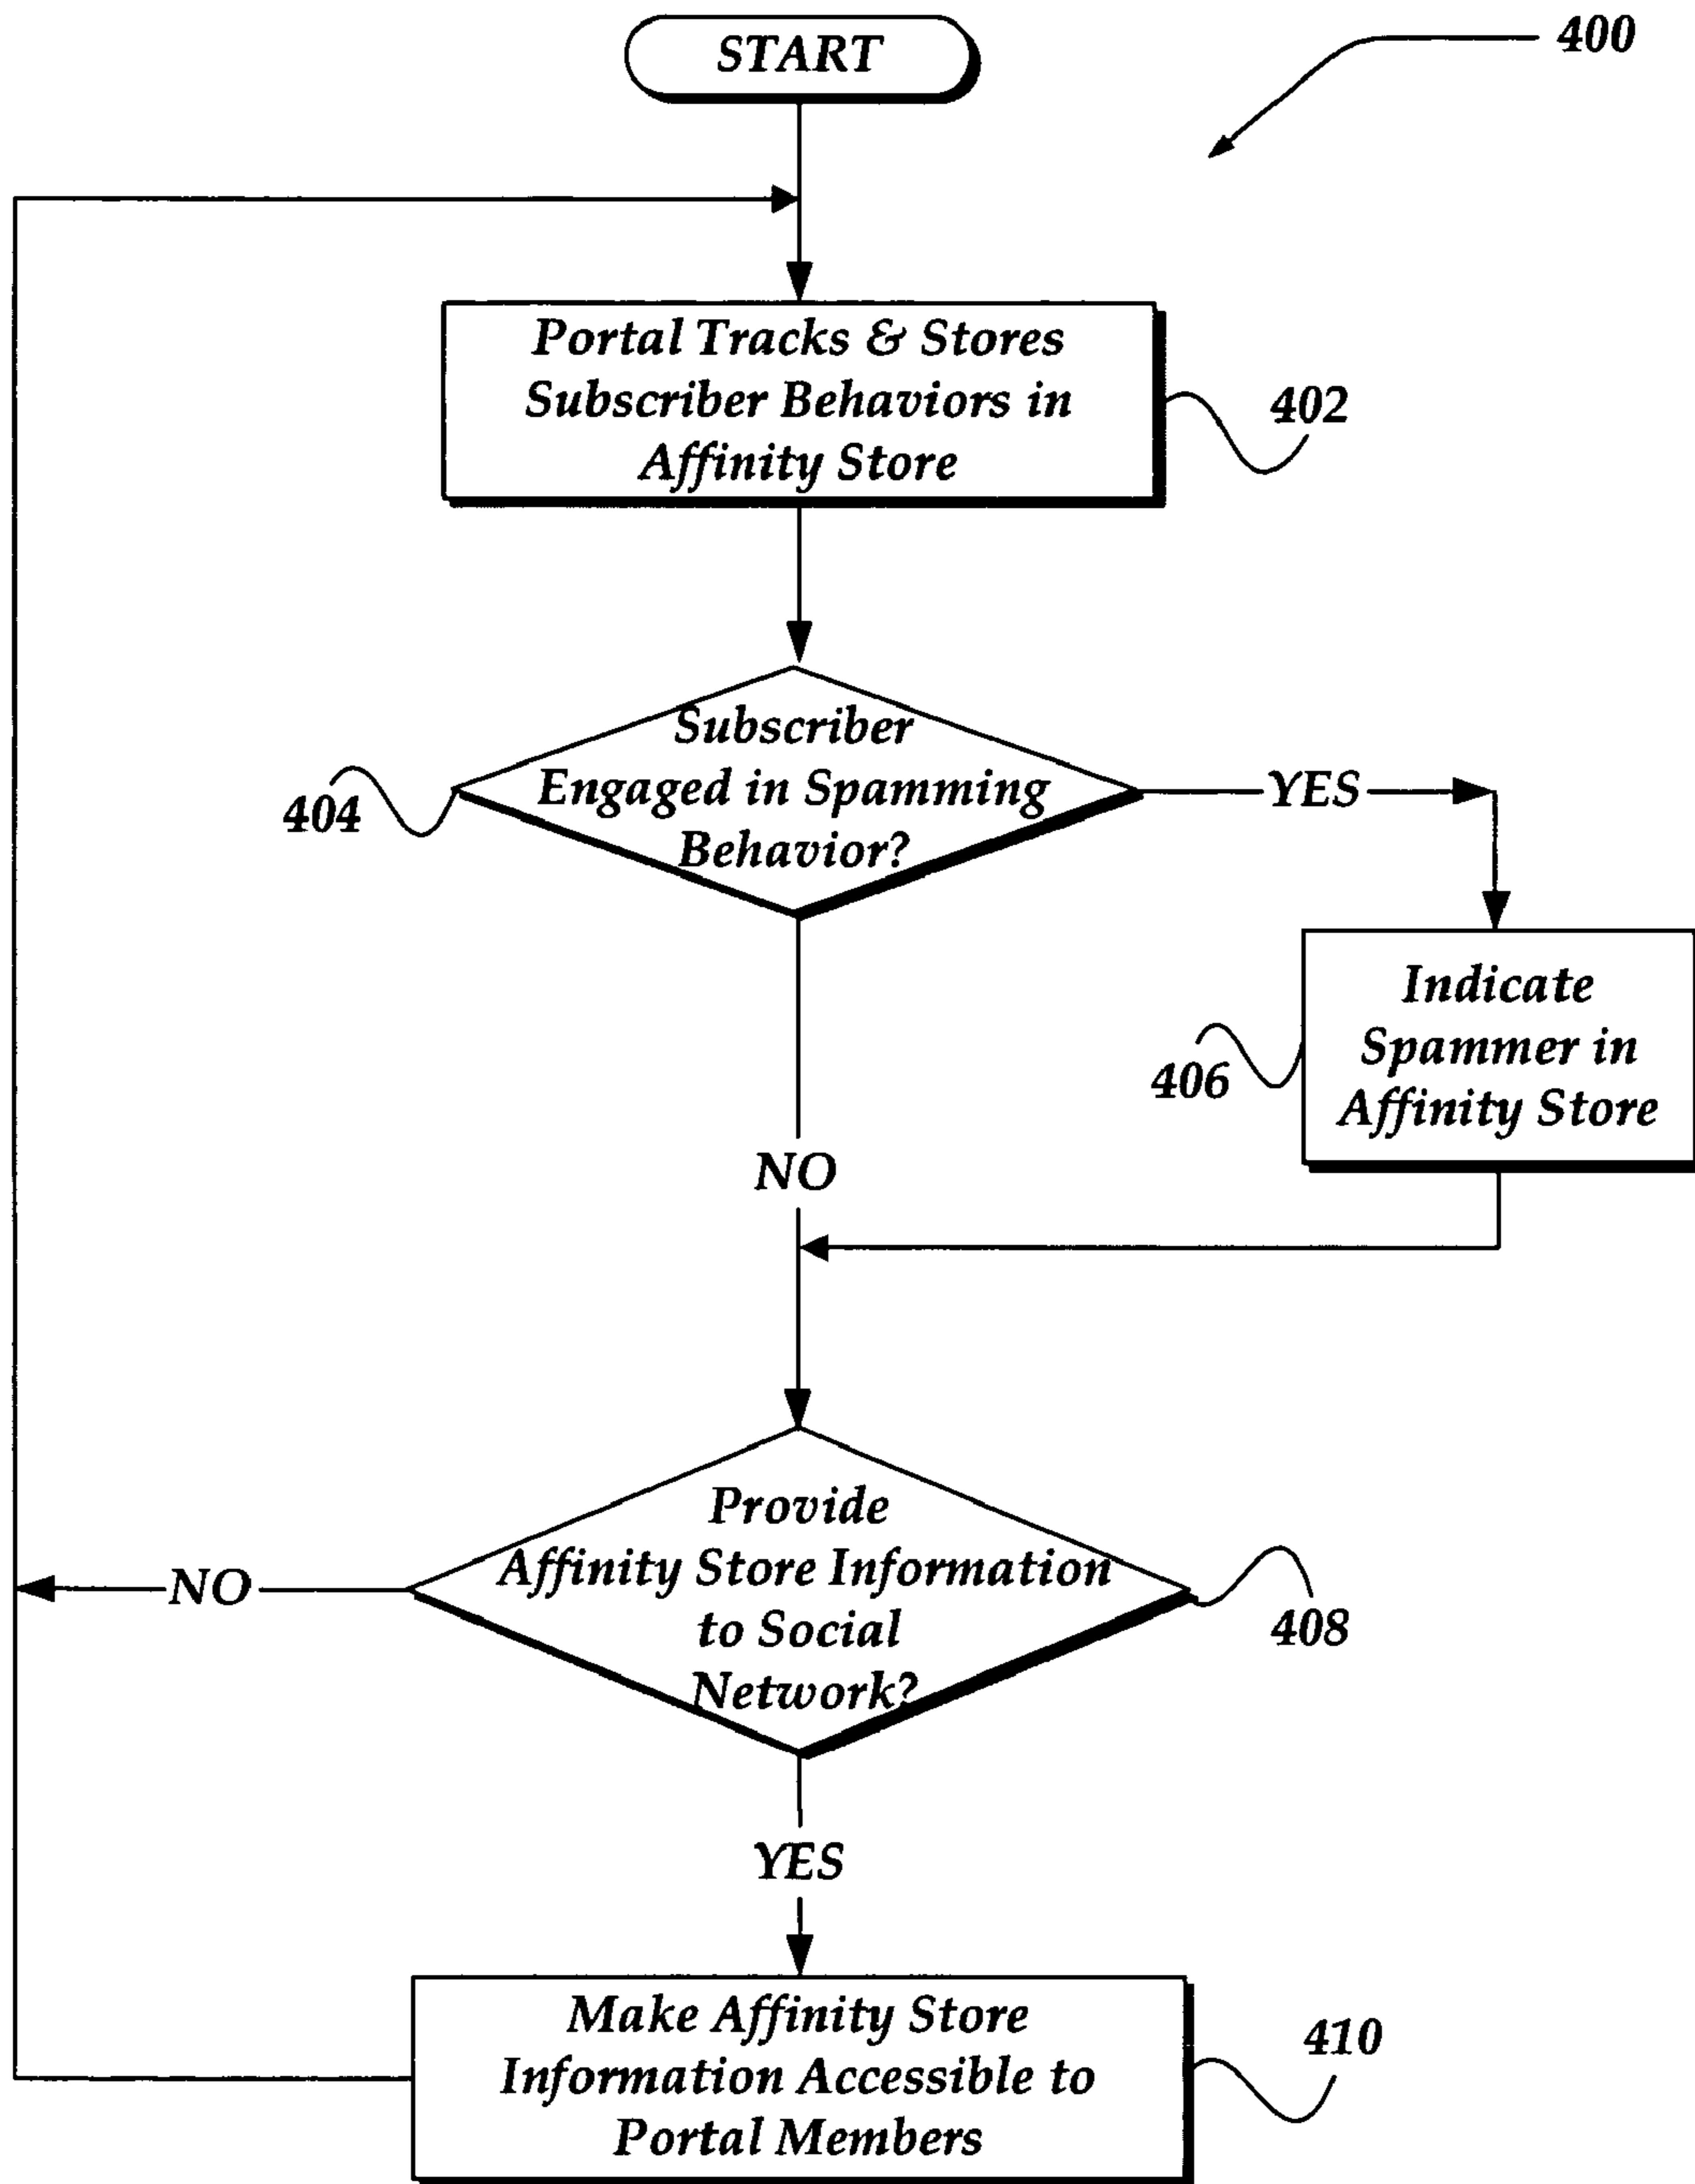 START
400
Portal Tracks & Stores
Subscriber Behaviors in
Affinity Store
402
Subscriber
Engaged in Spamming
Behavior?
404
YES
Indicate
Spammer in
Affinity Store
406
NO
Provide
Affinity Store Information
to Social
Network?
NO
408
YES
Make Affinity Store
Information Accessible to
Portal Members
410